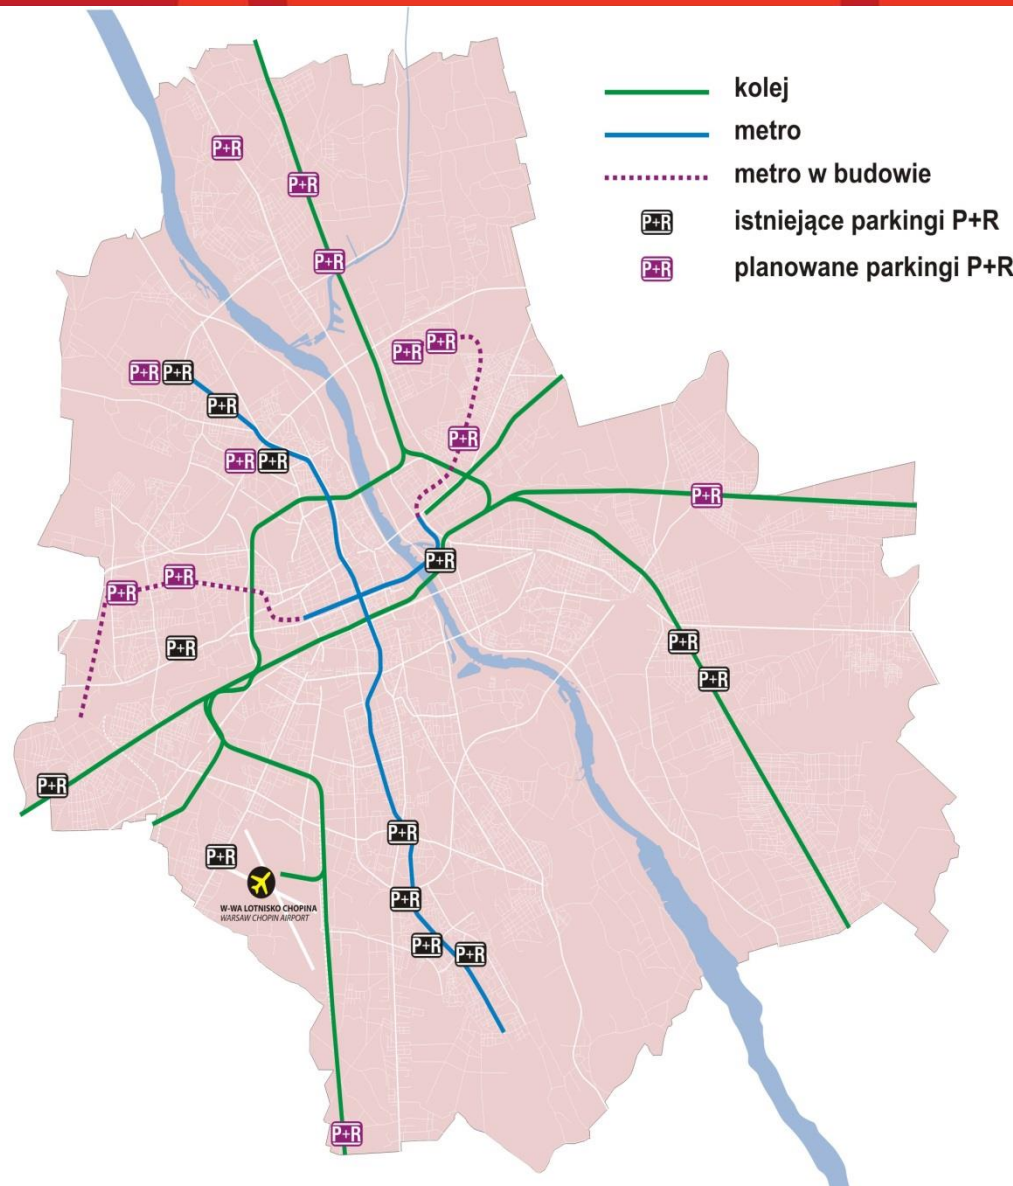 kolej
metro
metro w budowie
P+R istniejące parkingi P+R
P+R planowane parkingi P+R
P+R
P+R
P+R
P+R
P+R
P+R P+R
P+R
P+R
P+R P+R
P+R
P+R
P+R
P+R
P+R
P+R
P+R
P+R
P+R
P+R
P+R
W-WA LOTNISKO CHOPINA
WARSAW CHOPIN AIRPORT
P+R
P+R
P+R